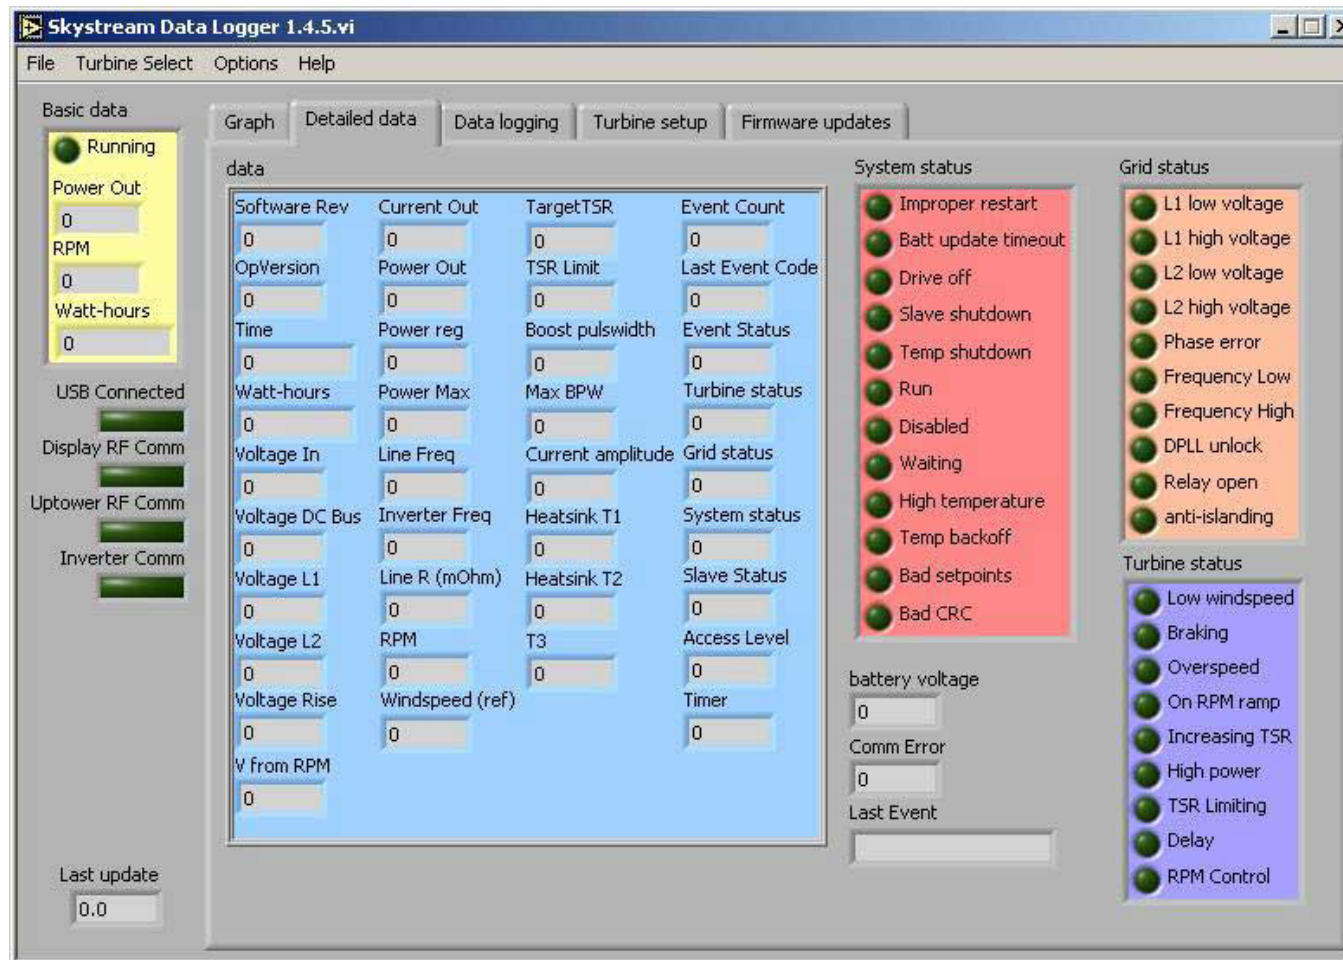 Skystream Data Logger 1.4.5.vi
File Turbine Select Options Help
Basic data
Running
Power Out
0
RPM
0
Watt-hours
0
USB Connected
Display RF Comm
Uptower RF Comm
Inverter Comm
Last update
0.0
Graph Detailed data Data logging Turbine setup Firmware updates
data
Software Rev Current Out TargetTSR Event Count
0 0 0 0
OpVersion Power Out TSR Limit Last Event Code
0 0 0 0
Time Power reg Boost pulswidth Event Status
0 0 0 0
Watt-hours Power Max Max BPW Turbine status
0 0 0 0
Voltage In Line Freq Current amplitude Grid status
0 0 0 0
Voltage DC Bus Inverter Freq Heatsink T1 System status
0 0 0 0
Voltage L1 Line R (mOhm) Heatsink T2 Slave Status
0 0 0 0
Voltage L2 RPM T3 Access Level
0 0 0 0
Voltage Rise Windspeed (ref) Timer
0 0 0
V from RPM
0
System status
Improper restart
Batt update timeout
Drive off
Slave shutdown
Temp shutdown
Run
Disabled
Waiting
High temperature
Temp backoff
Bad setpoints
Bad CRC
battery voltage
0
Comm Error
0
Last Event
Grid status
L1 low voltage
L1 high voltage
L2 low voltage
L2 high voltage
Phase error
Frequency Low
Frequency High
DPLL unlock
Relay open
anti-islanding
Turbine status
Low windspeed
Braking
Overspeed
On RPM ramp
Increasing TSR
High power
TSR Limiting
Delay
RPM Control